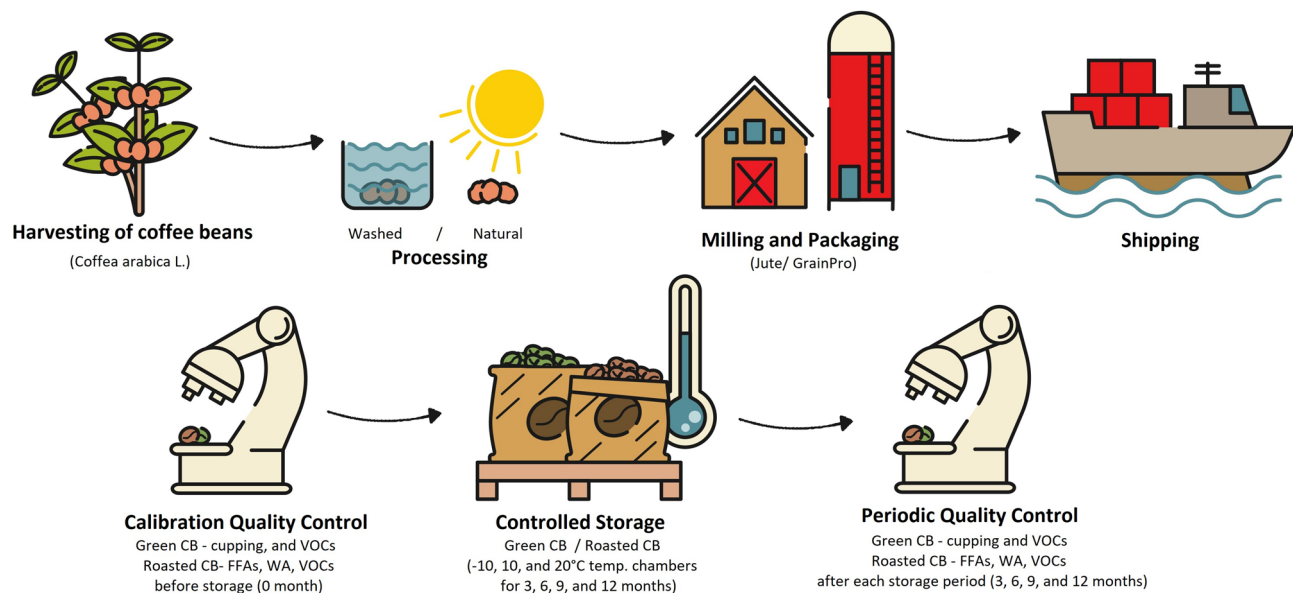 Harvesting of coffee beans
(Coffea arabica L.)
Washed / Natural
Processing
Milling and Packaging
(Jute/ GrainPro)
Shipping
Calibration Quality Control
Green CB - cupping, and VOCs
Roasted CB- FFAs, WA, VOCs
before storage (0 month)
Controlled Storage
Green CB / Roasted CB
(-10, 10, and 20°C temp. chambers
for 3, 6, 9, and 12 months)
Periodic Quality Control
Green CB - cupping and VOCs
Roasted CB - FFAs, WA, VOCs
after each storage period (3, 6, 9, and 12 months)